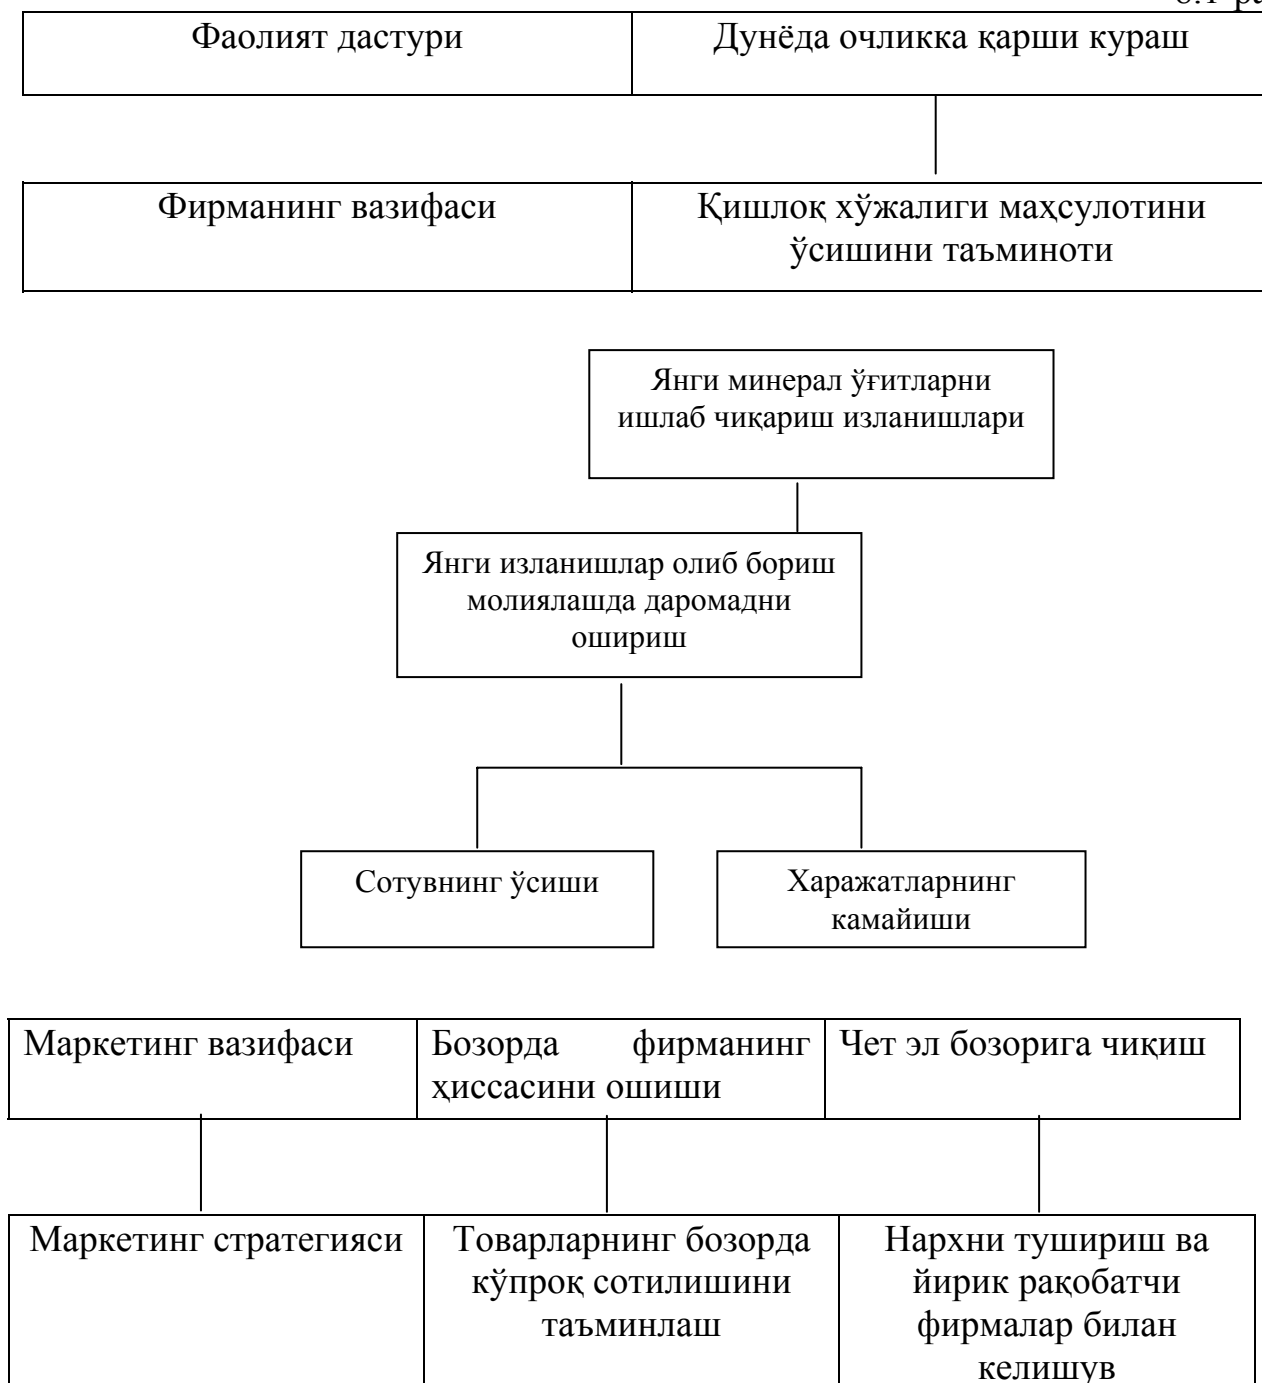 Фаолият дастури
Дунёда очликка қарши кураш
Фирманинг вазифаси
Қишлоқ хўжалиги маҳсулотини
ўсишини таъминоти
Янги минерал ўғитларни
ишлаб чиқариш изланишлари
Янги изланишлар олиб бориш
молиялашда даромадни
ошириш
Сотувнинг ўсиши
Харажатларнинг
камайиши
Маркетинг вазифаси
Бозорда фирманинг
ҳиссасини ошиши
Чет эл бозорига чиқиш
Маркетинг стратегияси
Товарларнинг бозорда
кўпроқ сотилишини
таъминлаш
Нархни тушириш ва
йирик рақобатчи
фирмалар билан
келишув